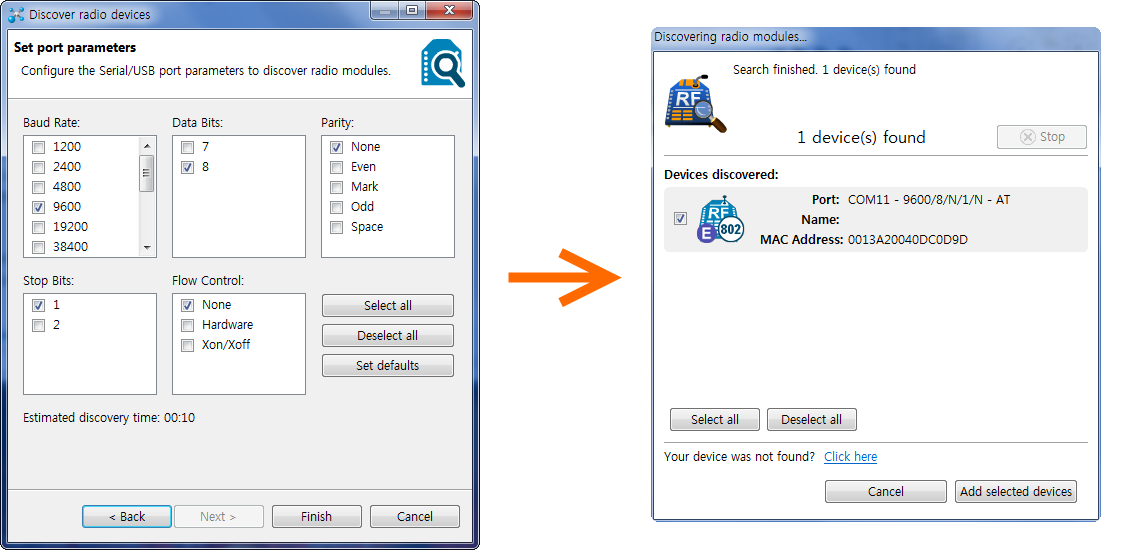 Discover radio devices
Set port parameters
Configure the Serial/USB port parameters to discover radio modules.
Baud Rate:
1200
2400
4800
9600
19200
38400
Data Bits:
7
8
Parity:
None
Even
Mark
Odd
Space
Stop Bits:
1
2
Flow Control:
None
Hardware
Xon/Xoff
Select all
Deselect all
Set defaults
Estimated discovery time: 00:10
< Back
Next >
Finish
Cancel
Discovering radio modules...
RF
Search finished. 1 device(s) found
1 device(s) found
Stop
Devices discovered:
RF
E
802
Port: COM11 - 9600/8/N/1/N - AT
Name:
MAC Address: 0013A20040DC0D9D
Select all
Deselect all
Your device was not found? Click here
Cancel
Add selected devices